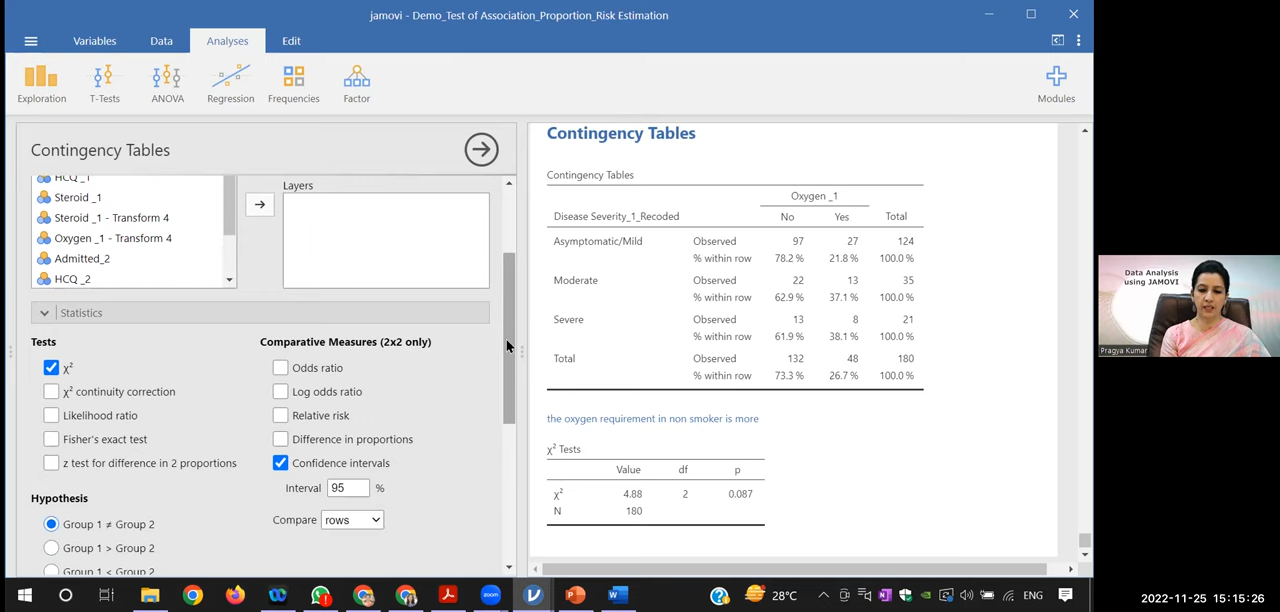 jamovi - Demo_Test of Association_Proportion_Risk Estimation
Variables Data Analyses Edit
Exploration T-Tests ANOVA Regression Frequencies Factor Modules
Contingency Tables
HCQ _1
Steroid _1
Steroid _1 - Transform 4
Oxygen _1 - Transform 4
Admitted_2
HCQ _2
Layers
Statistics
Tests
χ²
χ² continuity correction
Likelihood ratio
Fisher's exact test
z test for difference in 2 proportions
Hypothesis
Group 1 ≠ Group 2
Group 1 > Group 2
Group 1 < Group 2
Comparative Measures (2x2 only)
Odds ratio
Log odds ratio
Relative risk
Difference in proportions
Confidence intervals
Interval 95 %
Compare rows
Contingency Tables
Contingency Tables
Oxygen _1
Disease Severity_1_Recoded No Yes Total
Asymptomatic/Mild Observed 97 27 124
% within row 78.2 % 21.8 % 100.0 %
Moderate Observed 22 13 35
% within row 62.9 % 37.1 % 100.0 %
Severe Observed 13 8 21
% within row 61.9 % 38.1 % 100.0 %
Total Observed 132 48 180
% within row 73.3 % 26.7 % 100.0 %
the oxygen requirement in non smoker is more
χ² Tests
Value df p
χ² 4.88 2 0.087
N 180
Data Analysis
using JAMOVI
Pragya Kumar
zoom
28°C
ENG
2022-11-25 15:15:26